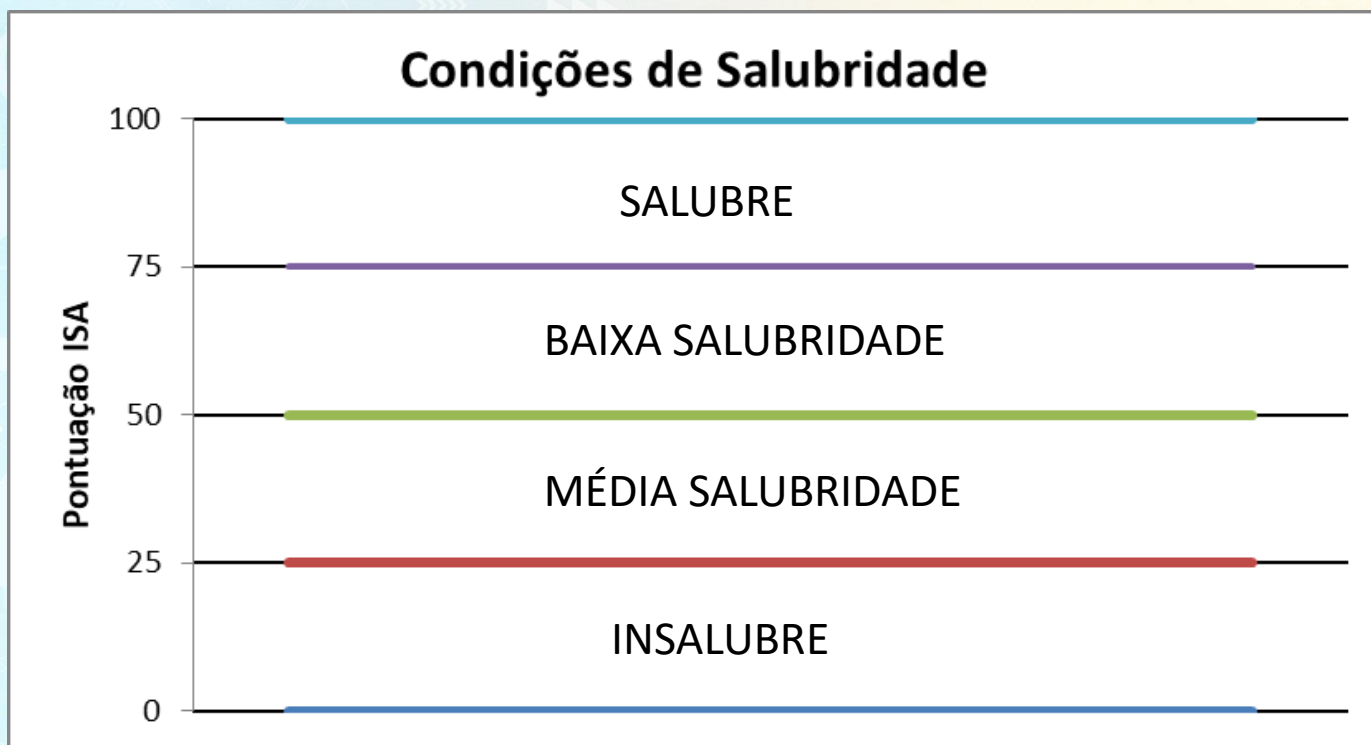 Condições de Salubridade
100
SALUBRE
75
BAIXA SALUBRIDADE
Pontuação ISA
50
MÉDIA SALUBRIDADE
25
INSALUBRE
0